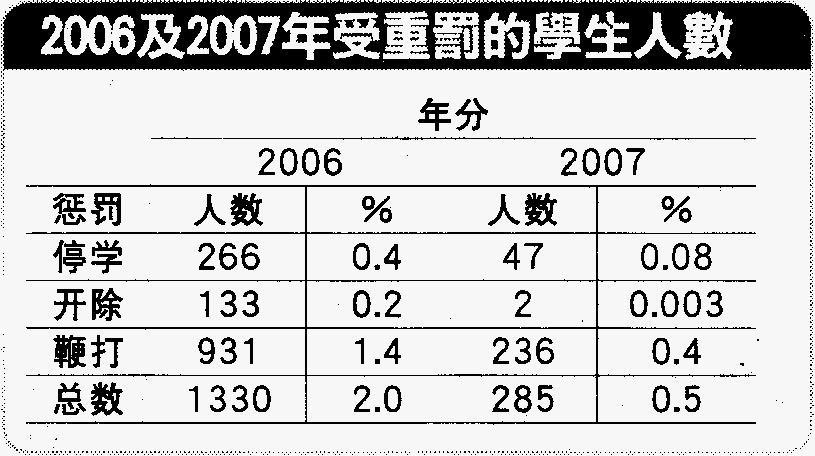 2006及2007年受重罰的學生人數
年分
2006 2007
惩罚 人数 % 人数 %
停学 266 0.4 47 0.08
开除 133 0.2 2 0.003
鞭打 931 1.4 236 0.4
总数 1330 2.0 285 0.5